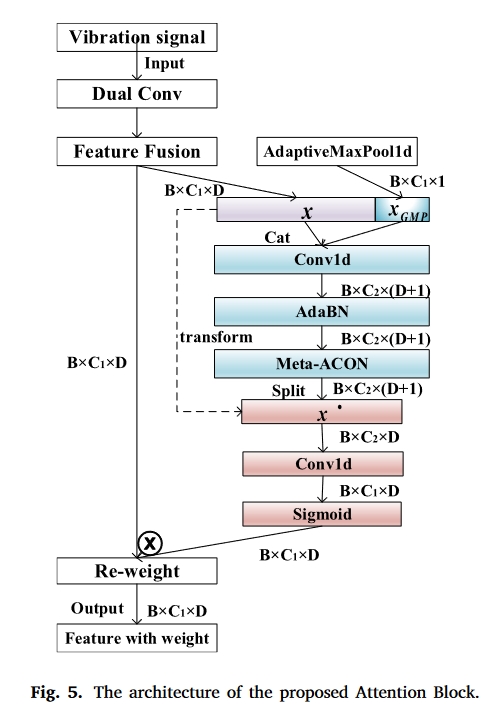 Vibration signal
Input
Dual Conv
Feature Fusion
AdaptiveMaxPool1d
B×C₁×D
B×C₁×1
x
x_GMP
Cat
Conv1d
B×C₂×(D+1)
AdaBN
B×C₂×(D+1)
transform
Meta-ACON
B×C₁×D
Split
B×C₂×(D+1)
x •
B×C₂×D
Conv1d
B×C₁×D
Sigmoid
X
B×C₁×D
Re-weight
Output
B×C₁×D
Feature with weight
Fig. 5. The architecture of the proposed Attention Block.